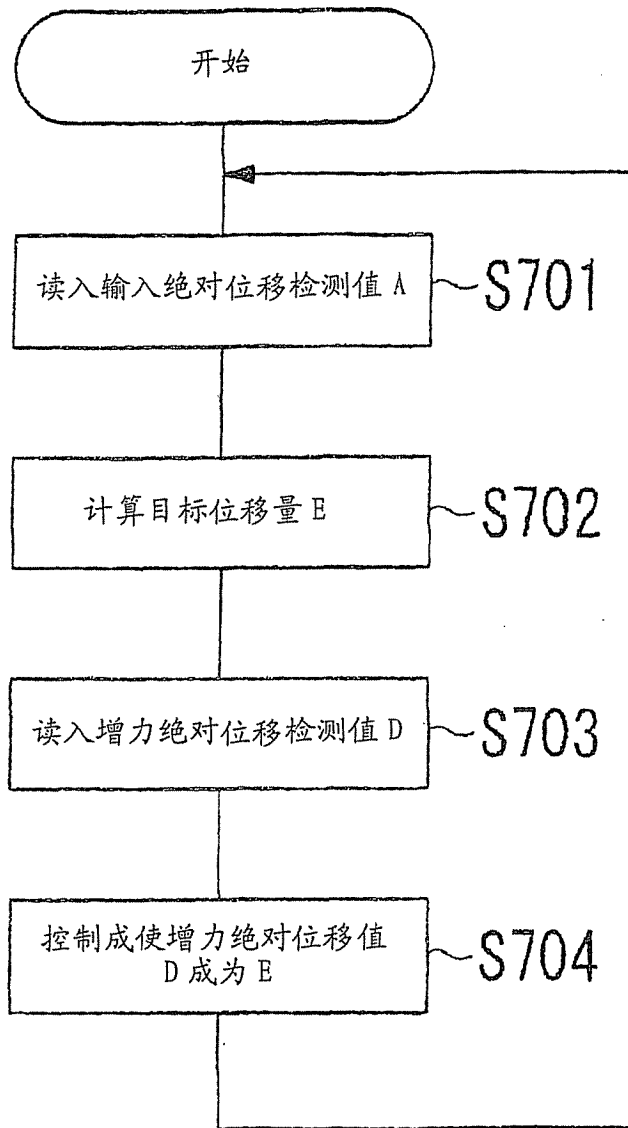 开始
读入输入绝对位移检测值 A
S701
计算目标位移量 E
S702
读入增力绝对位移检测值 D
S703
控制成使增力绝对位移值
D 成为 E
S704